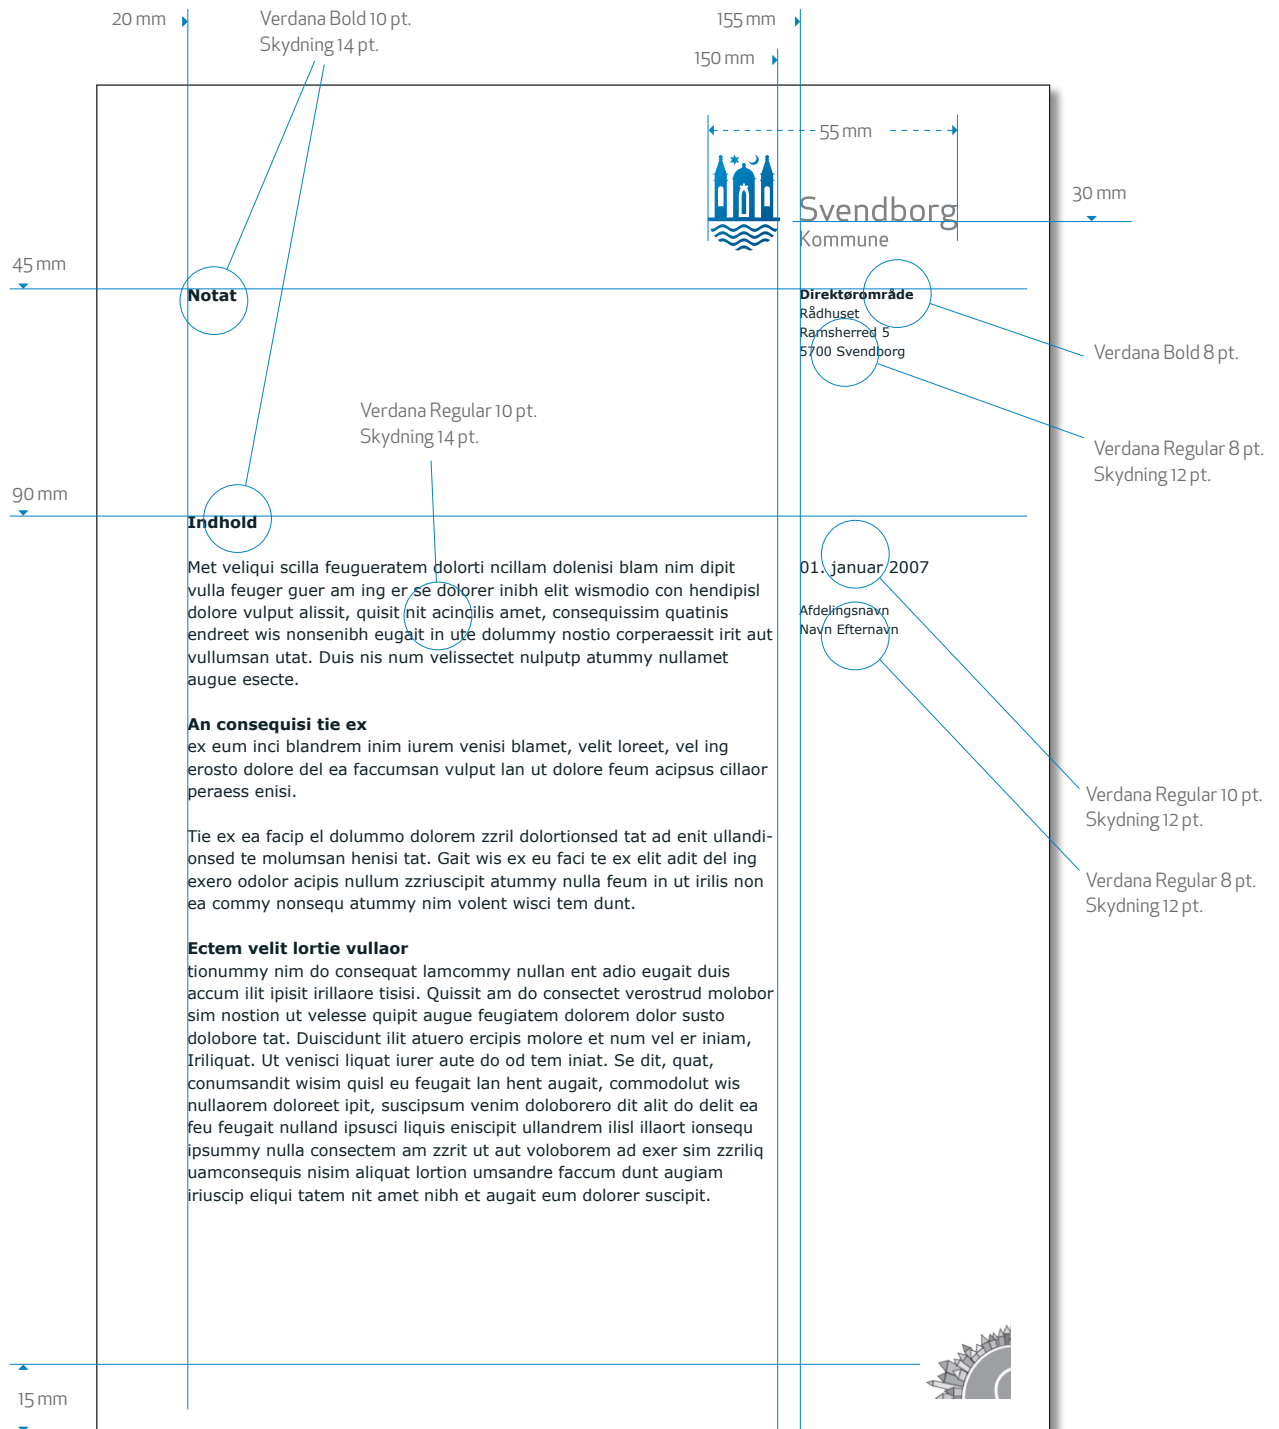 20 mm
Verdana Bold 10 pt.
Skydning 14 pt.
155 mm
150 mm
55 mm
Svendborg
Kommune
30 mm
45 mm
Notat
Direktørområde
Rådhuset
Ramsherred 5
5700 Svendborg
Verdana Bold 8 pt.
Verdana Regular 10 pt.
Skydning 14 pt.
Verdana Regular 8 pt.
Skydning 12 pt.
90 mm
Indhold
Met veliqui scilla feugueratem dolorti ncillam dolenisi blam nim dipit
vulla feuger guer am ing er se dolorer inibh elit wismodio con hendipisl
dolore vulput alissit, quisit nit acincilis amet, consequissim quatinis
endreet wis nonsenibh eugait in ute dolummy nostio corperaessit irit aut
vullumsan utat. Duis nis num velissectet nulputp atummy nullamet
augue esecte.
01. januar 2007
Afdelingsnavn
Navn Efternavn
An consequisi tie ex
ex eum inci blandrem inim iurem venisi blamet, velit loreet, vel ing
erosto dolore del ea faccumsan vulput lan ut dolore feum acipsus cillaor
peraess enisi.
Verdana Regular 10 pt.
Skydning 12 pt.
Tie ex ea facip el dolummo dolorem zzril dolortionsed tat ad enit ullandi-
onsed te molumsan henisi tat. Gait wis ex eu faci te ex elit adit del ing
exero odolor acipis nullum zzriuscipit atummy nulla feum in ut irilis non
ea commy nonsequ atummy nim volent wisci tem dunt.
Verdana Regular 8 pt.
Skydning 12 pt.
Ectem velit lortie vullaor
tionummy nim do consequat lamcommy nullan ent adio eugait duis
accum ilit ipisit irillaore tisisi. Quissit am do consectet verostrud molobor
sim nostion ut velesse quipit augue feugiatem dolorem dolor susto
dolobore tat. Duiscidunt ilit atuero ercipis molore et num vel er iniam,
Iriliquat. Ut venisci liquat iurer aute do od tem iniat. Se dit, quat,
conumsandit wisim quisl eu feugait lan hent augait, commodolut wis
nullaorem doloreet ipit, suscipsum venim doloborero dit alit do delit ea
feu feugait nulland ipsusci liquis eniscipit ullandrem ilisl illaort ionsequ
ipsummy nulla consectem am zzrit ut aut voloborem ad exer sim zzriliq
uamconsequis nisim aliquat lortion umsandre faccum dunt augiam
iriuscip eliqui tatem nit amet nibh et augait eum dolorer suscipit.
15 mm